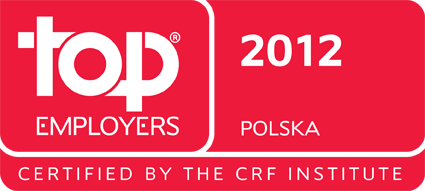 top®
EMPLOYERS
2012
POLSKA
CERTIFIED BY THE CRF INSTITUTE